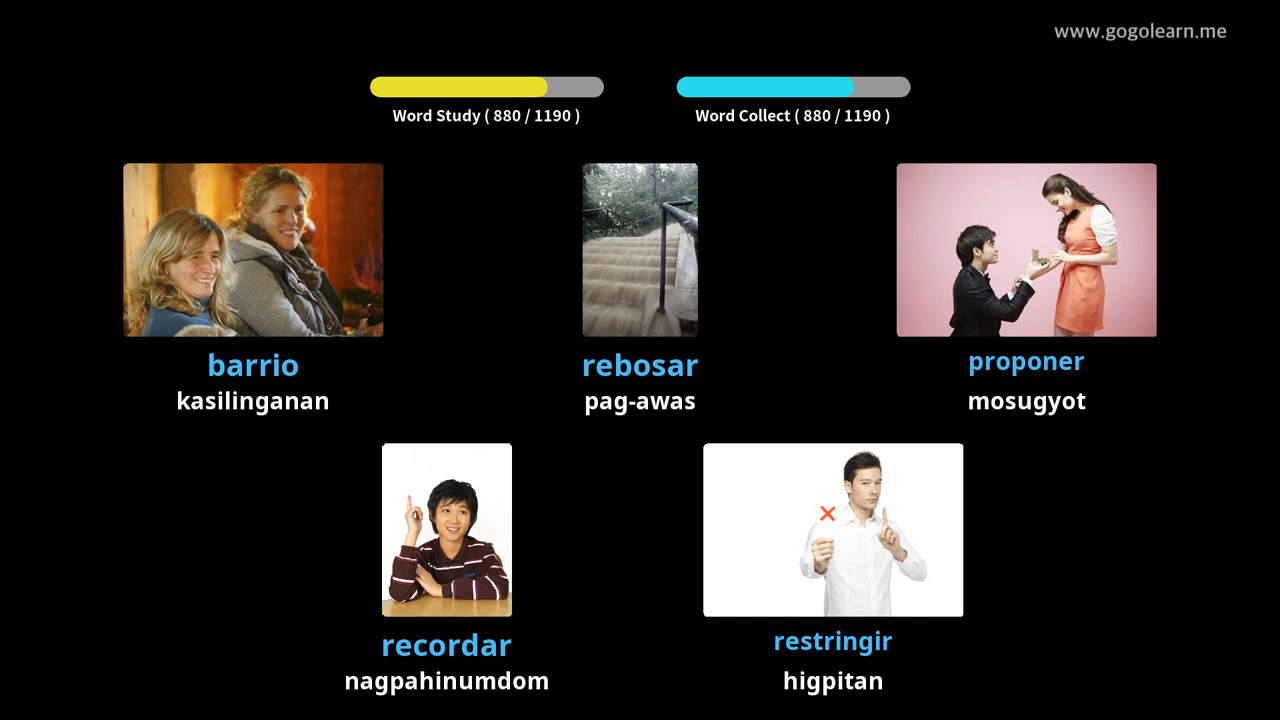 www.gogolearn.me
Word Study ( 880 / 1190 )
Word Collect ( 880 / 1190 )
barrio
kasilinganan
rebosar
pag-awas
proponer
mosugyot
recordar
nagpahinumdom
restringir
higpitan